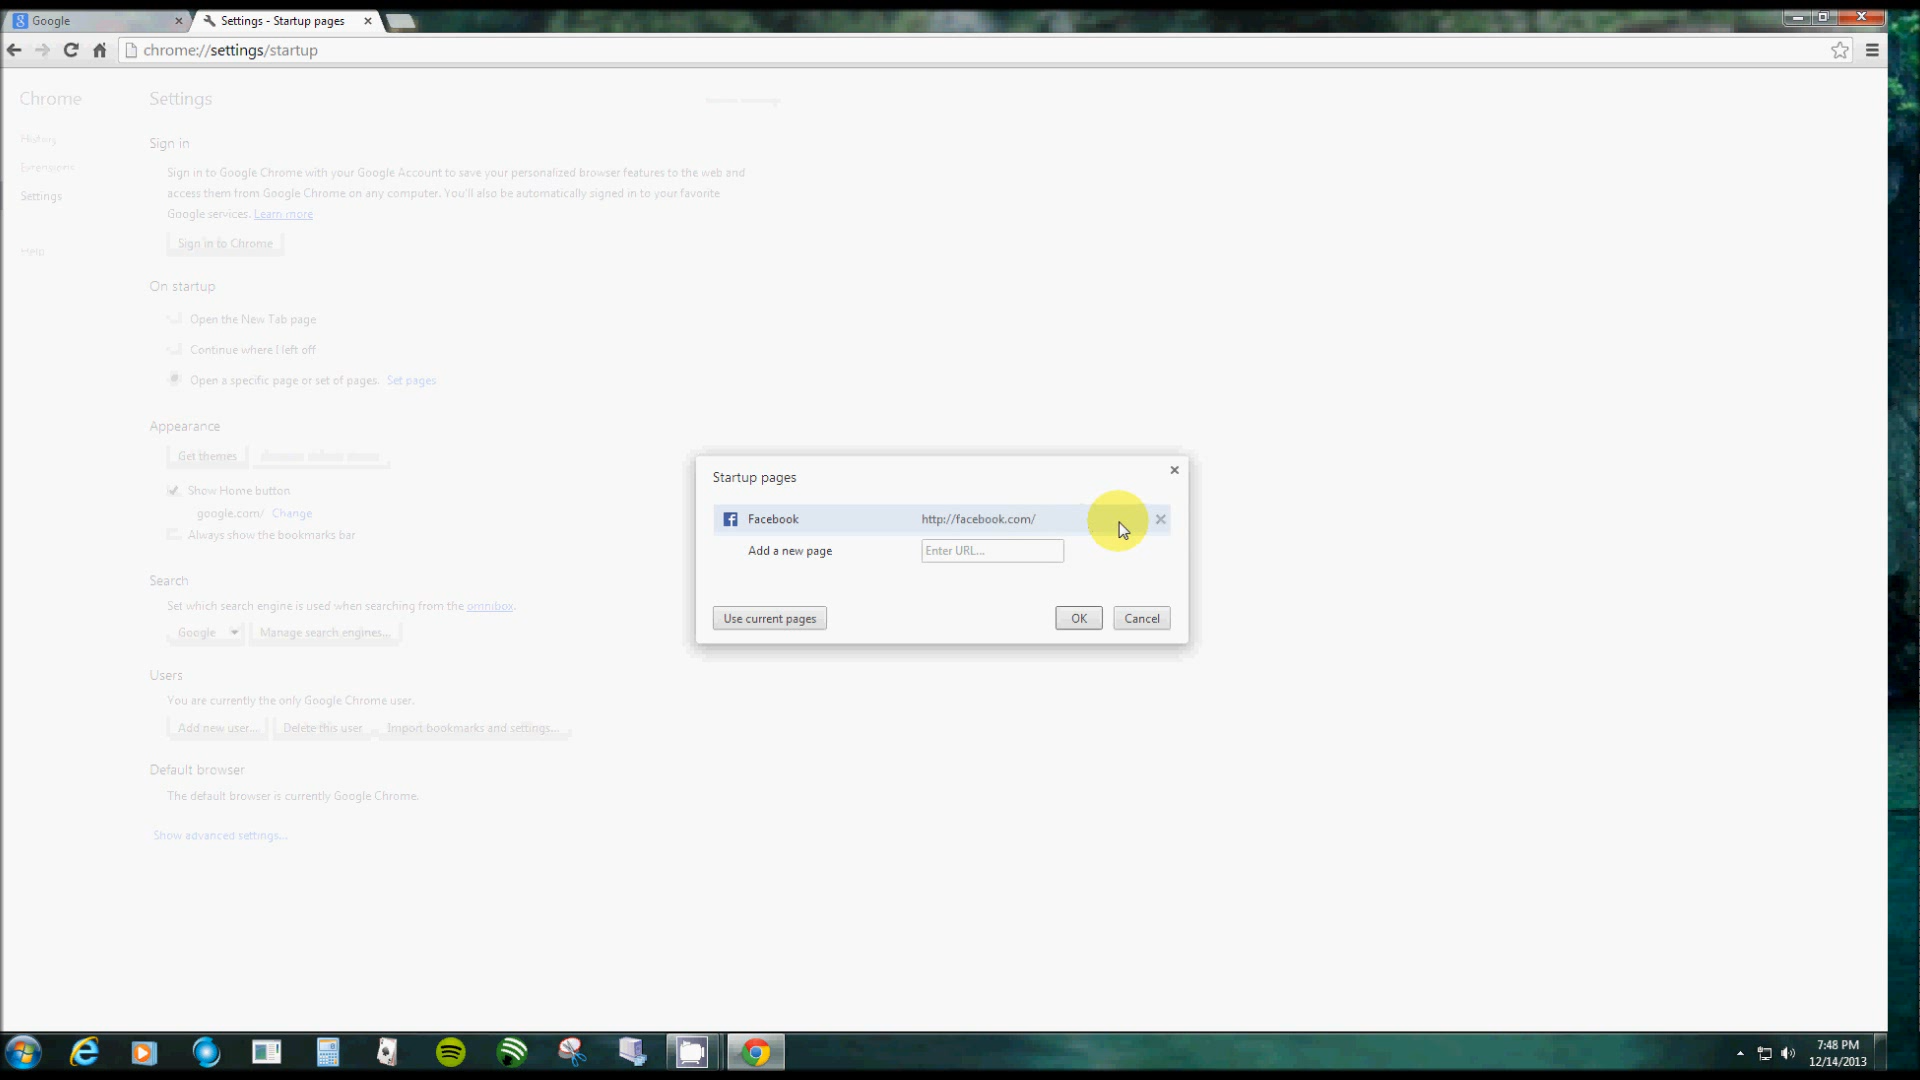 Google
Settings - Startup pages
chrome://settings/startup
Chrome
Settings
History
Extensions
Settings
Help
Sign in
Sign in to Google Chrome with your Google Account to save your personalized browser features to the web and
access them from Google Chrome on any computer. You'll also be automatically signed in to your favorite
Google services. Learn more
Sign in to Chrome
On startup
Open the New Tab page
Continue where I left off
Open a specific page or set of pages. Set pages
Appearance
Get themes
Show Home button
google.com/ Change
Always show the bookmarks bar
Search
Set which search engine is used when searching from the omnibox.
Google
Manage search engines...
Users
You are currently the only Google Chrome user.
Add new user...
Delete this user
Import bookmarks and settings...
Default browser
The default browser is currently Google Chrome.
Show advanced settings...
Startup pages
Facebook
http://facebook.com/
Add a new page
Enter URL...
Use current pages
OK
Cancel
7:48 PM
12/14/2013